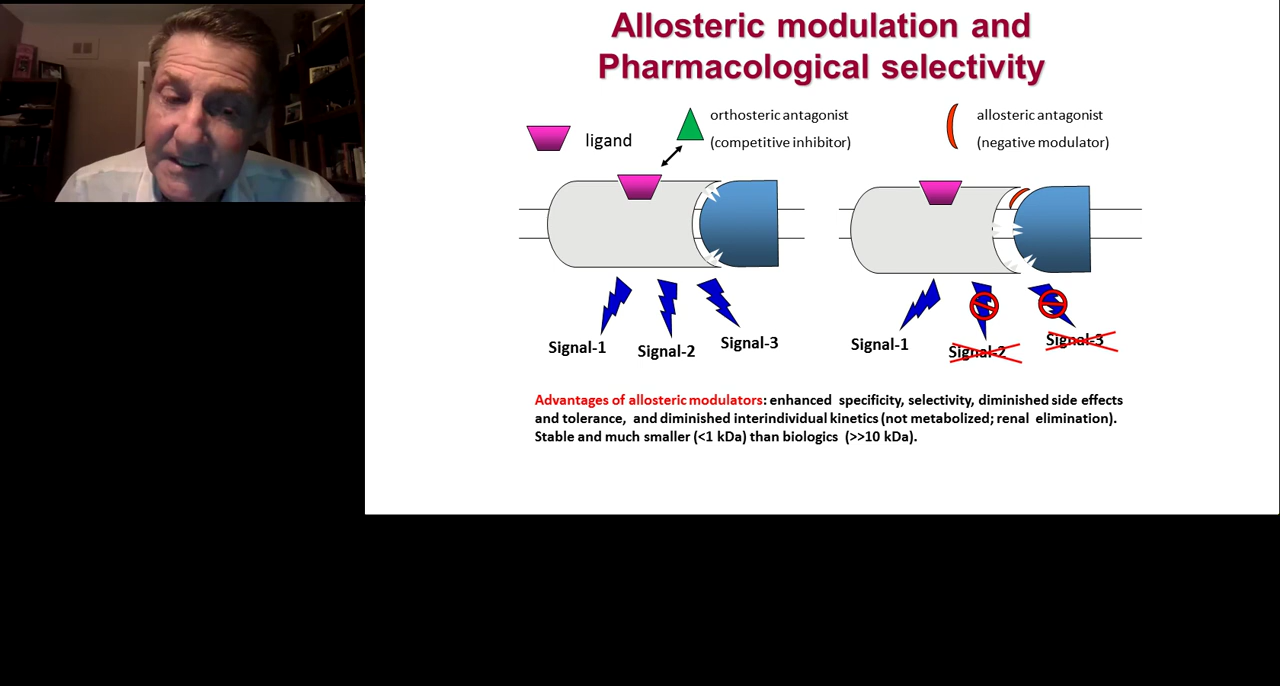 Allosteric modulation and
Pharmacological selectivity
ligand
orthosteric antagonist
(competitive inhibitor)
allosteric antagonist
(negative modulator)
Signal-1
Signal-2
Signal-3
Signal-1
Signal-2
Signal-3
Advantages of allosteric modulators: enhanced specificity, selectivity, diminished side effects
and tolerance, and diminished interindividual kinetics (not metabolized; renal elimination).
Stable and much smaller (<1 kDa) than biologics (>>10 kDa).